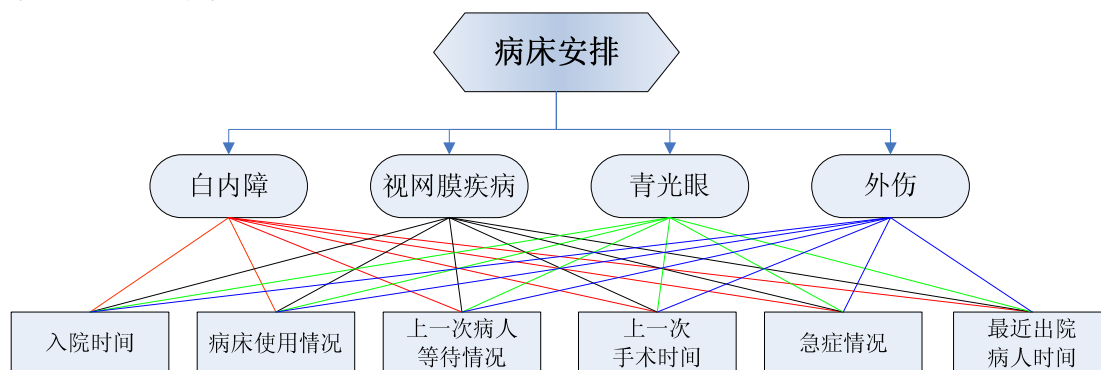 病床安排
白内障
视网膜疾病
青光眼
外伤
入院时间
病床使用情况
上一次病人
等待情况
上一次
手术时间
急症情况
最近出院
病人时间